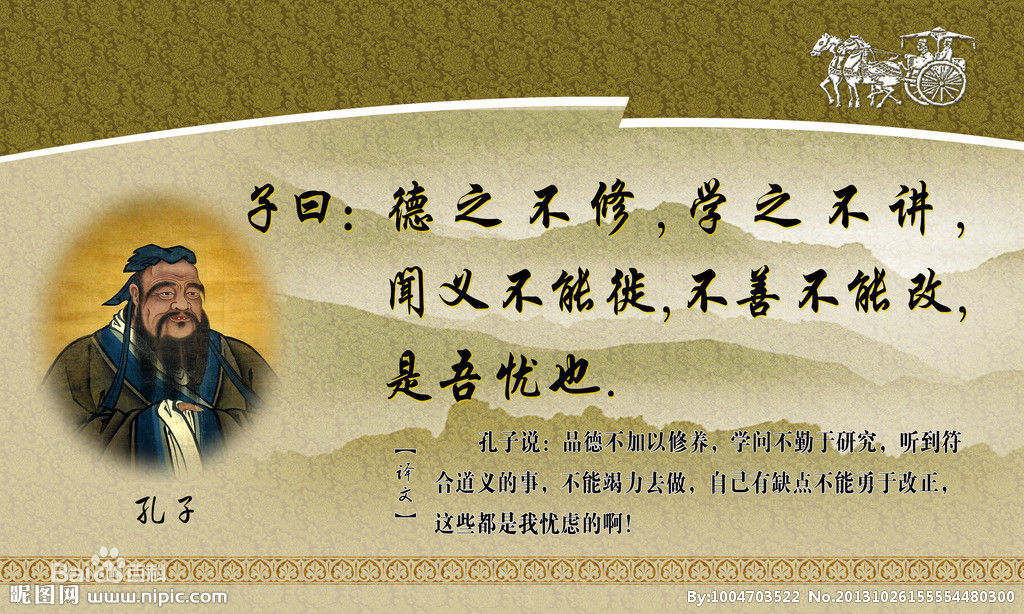 子曰：德之不修，学之不讲，
闻义不能徙，不善不能改，
是吾忧也.
【译文】
孔子说：品德不加以修养，学问不勤于研究，听到符
合道义的事，不能竭力去做，自己有缺点不能勇于改正，
这些都是我忧虑的啊！
孔子
Baidu百科
昵图网 www.nipic.com
By:1004703522 No.20131026155554480300